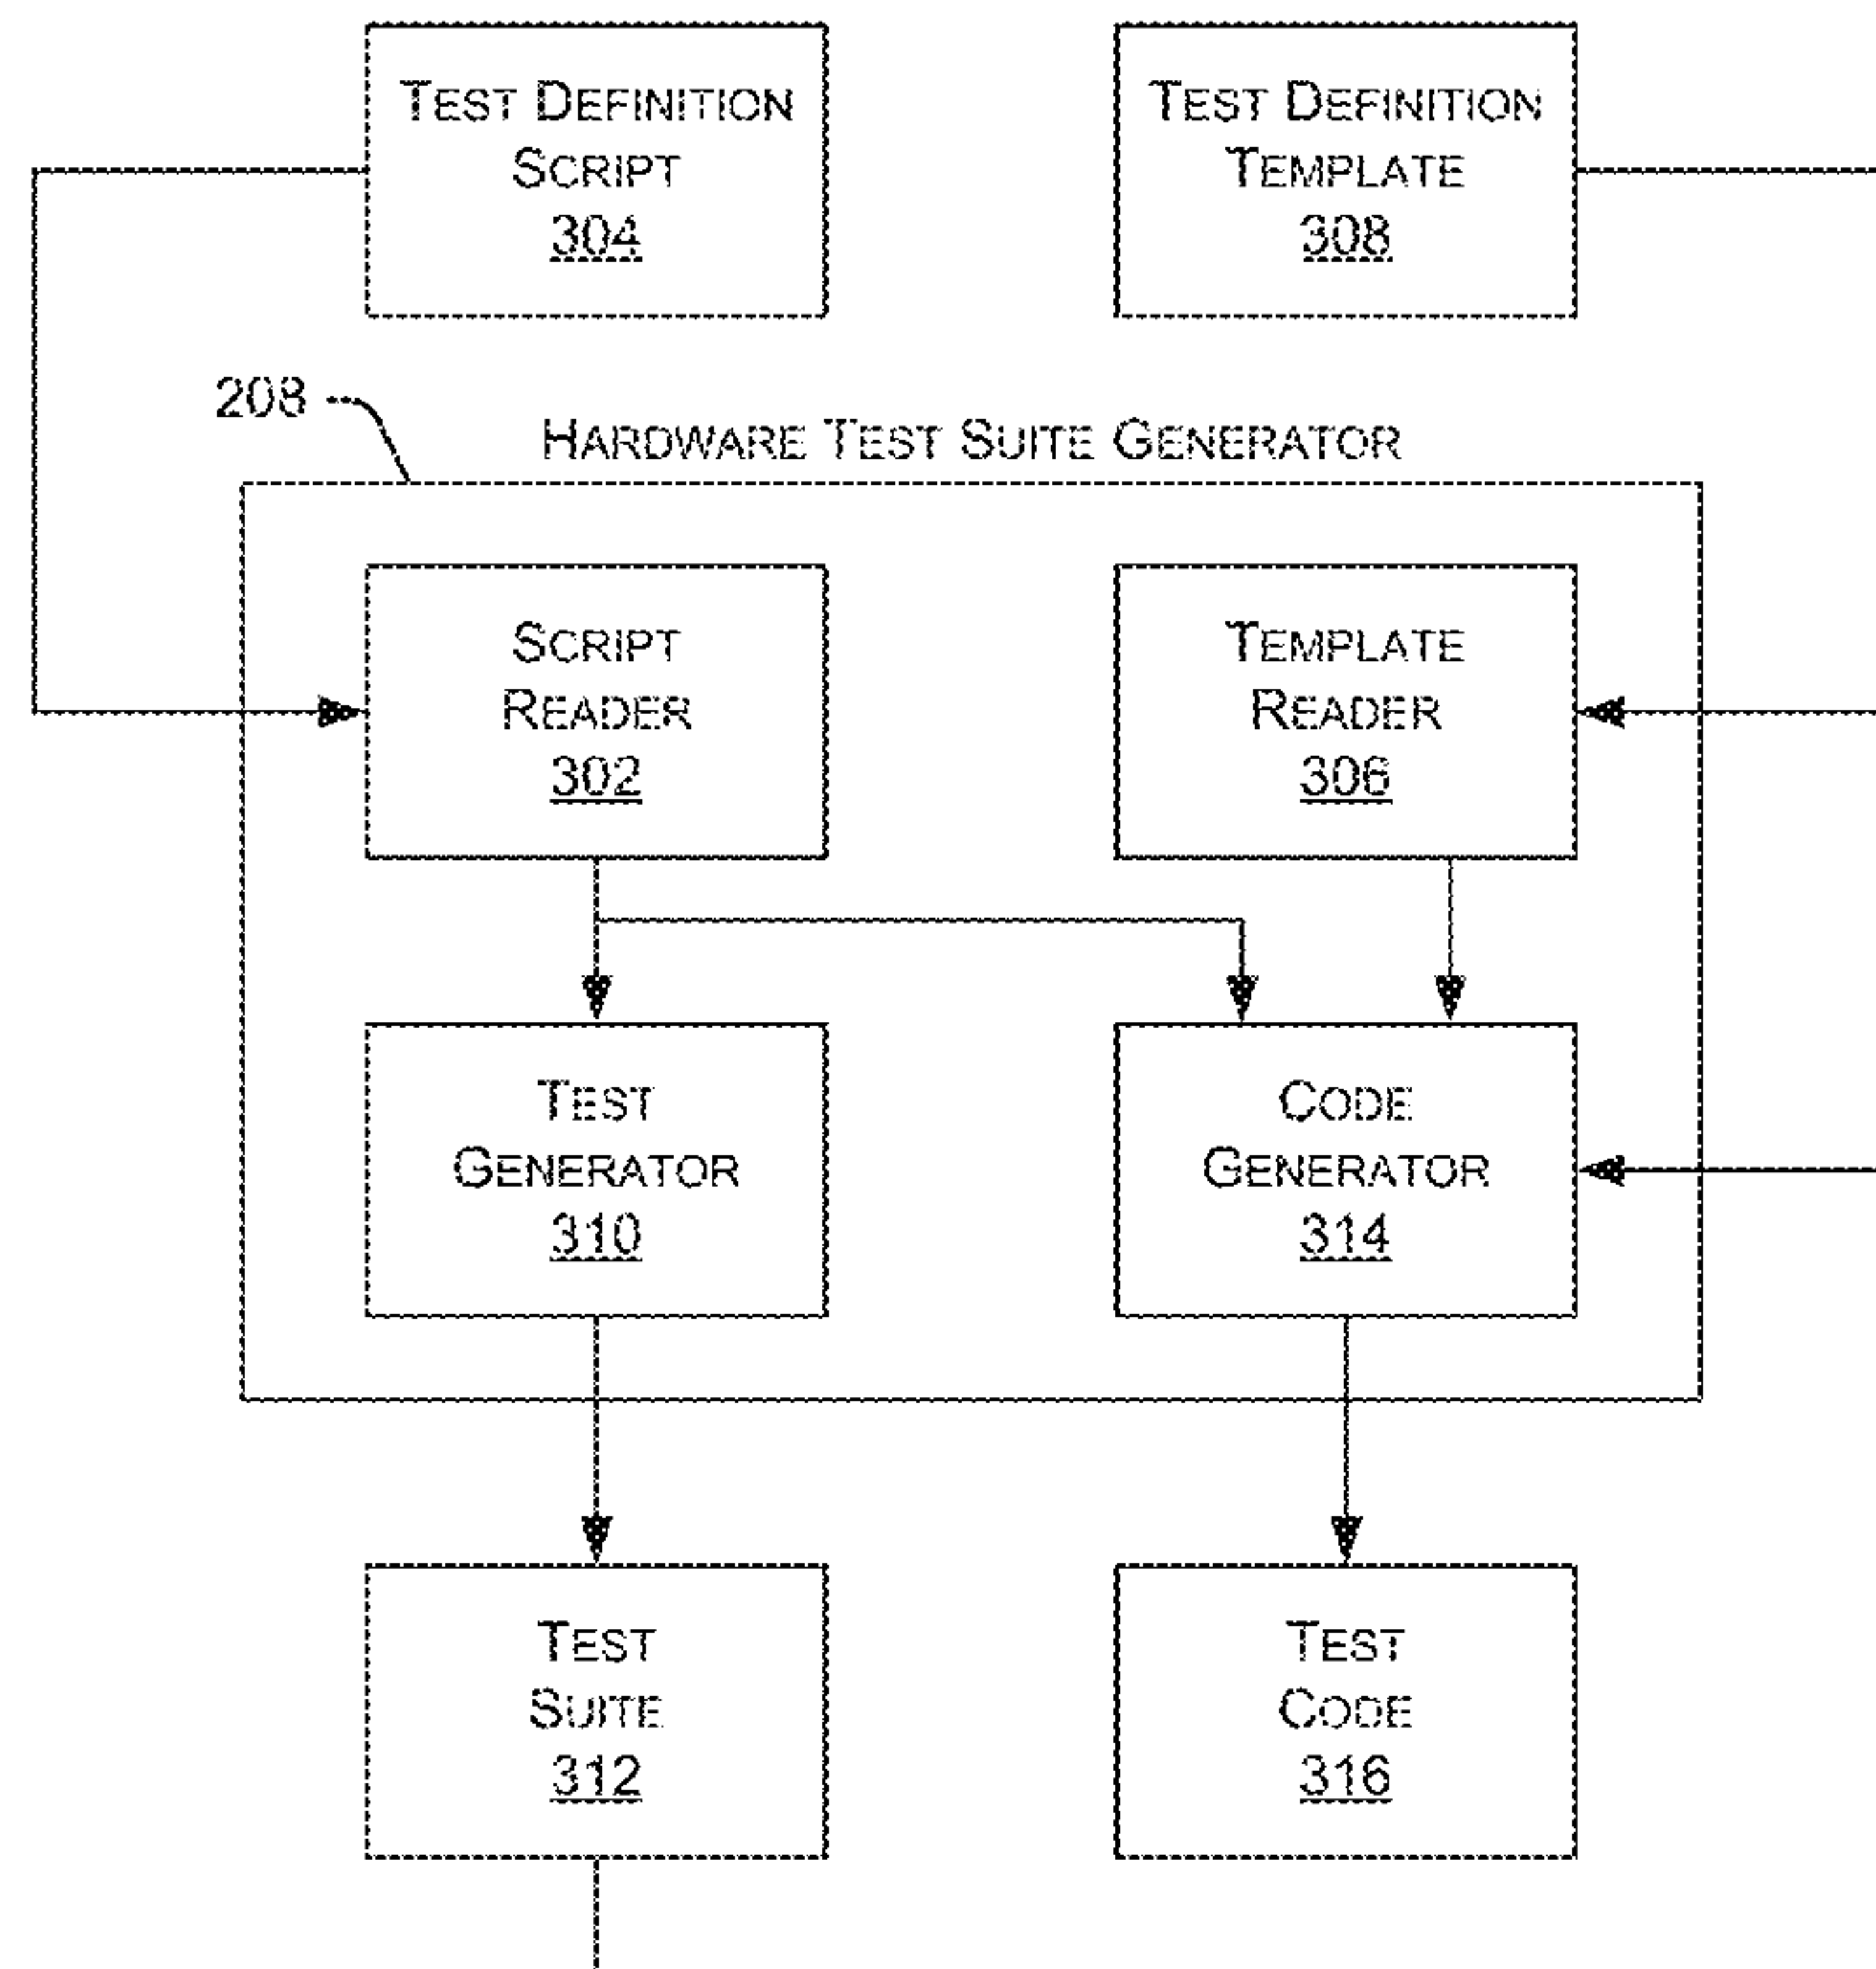 TEST DEFINITION
SCRIPT
304
TEST DEFINITION
TEMPLATE
308
208
HARDWARE TEST SUITE GENERATOR
SCRIPT
READER
302
TEMPLATE
READER
306
TEST
GENERATOR
310
CODE
GENERATOR
314
TEST
SUITE
312
TEST
CODE
316